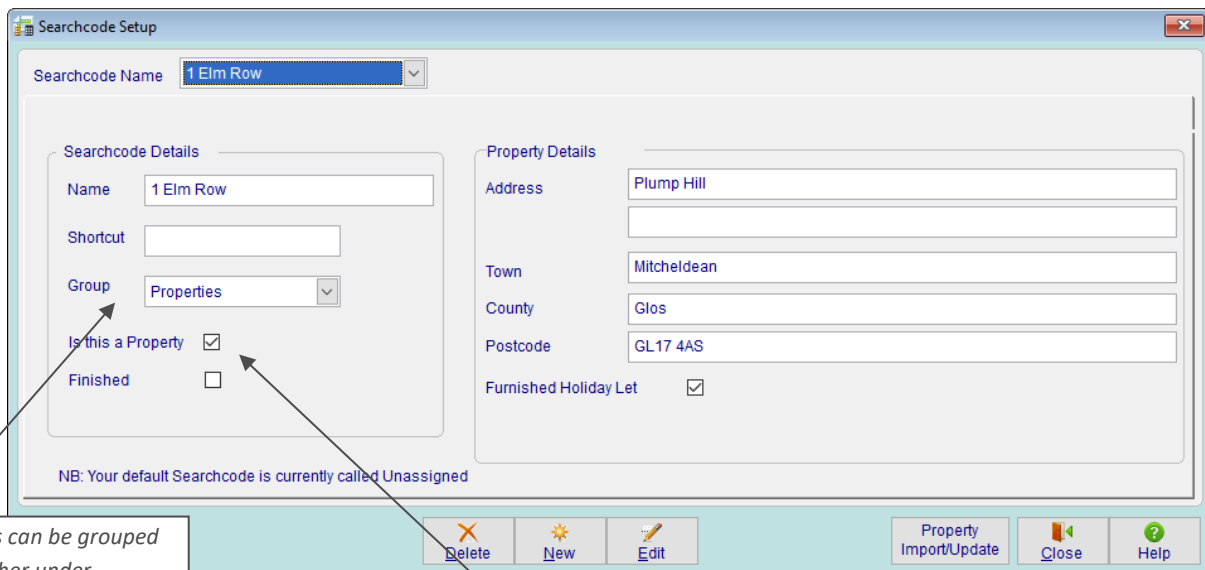 Searchcode Setup
Searchcode Name 1 Elm Row
Searchcode Details
Name 1 Elm Row
Shortcut
Group Properties
Is this a Property
Finished
NB: Your default Searchcode is currently called Unassigned
Property Details
Address Plump Hill
Town Mitcheldean
County Glos
Postcode GL17 4AS
Furnished Holiday Let
can be grouped
under
Delete
New
Edit
Property
Import/Update
Close
Help